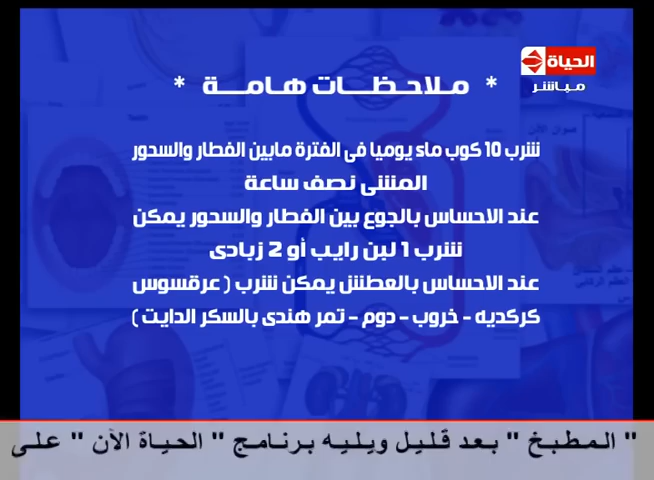 الحياة
مباشر
* مـلاحـظـــات هـامــــة *
شرب 10 كوب ماء يوميا فى الفترة مابين الفطار والسحور
المشى نصف ساعة
عند الاحساس بالجوع بين الفطار والسحور يمكن
شرب 1 لبن رايب أو 2 زبادى
عند الاحساس بالعطش يمكن شرب ( عرقسوس
كركديه - خروب - دوم - تمر هندى بالسكر الدايت )
" المطبخ " بعد قليل ويليه برنامج " الحياة الآن " على